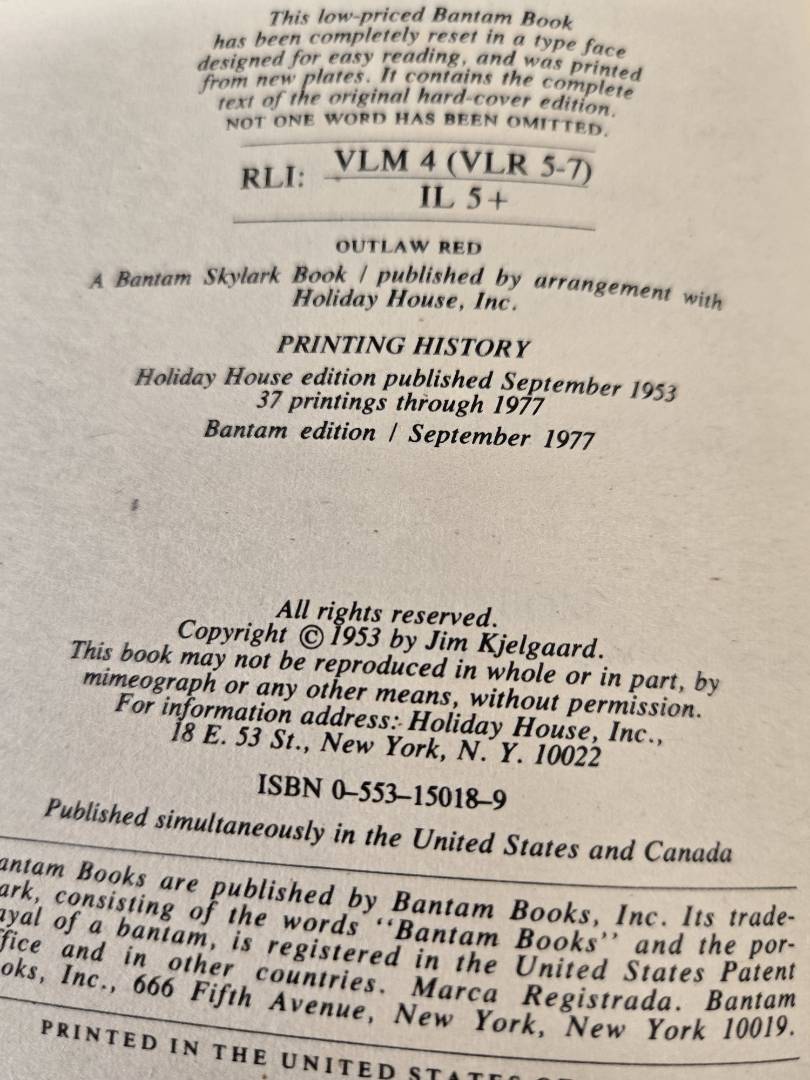 This low-priced Bantam Book
has been completely reset in a type face
designed for easy reading, and was printed
from new plates. It contains the complete
text of the original hard-cover edition.
NOT ONE WORD HAS BEEN OMITTED.
RLI: VLM 4 (VLR 5-7)
IL 5+
OUTLAW RED
A Bantam Skylark Book / published by arrangement with
Holiday House, Inc.
PRINTING HISTORY
Holiday House edition published September 1953
37 printings through 1977
Bantam edition / September 1977
All rights reserved.
Copyright © 1953 by Jim Kjelgaard.
This book may not be reproduced in whole or in part, by
mimeograph or any other means, without permission.
For information address: Holiday House, Inc.,
18 E. 53 St., New York, N. Y. 10022
ISBN 0–553–15018–9
Published simultaneously in the United States and Canada
antam Books are published by Bantam Books, Inc. Its trade-
ark, consisting of the words "Bantam Books" and the por-
ayal of a bantam, is registered in the United States Patent
fice and in other countries. Marca Registrada. Bantam
oks, Inc., 666 Fifth Avenue, New York, New York 10019.
PRINTED IN THE UNITED STATES OF